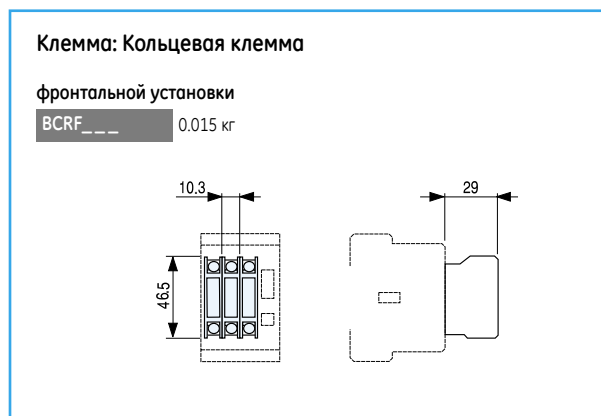 Клемма: Кольцевая клемма
фронтальной установки
BCRF_ _ _ 0.015 кг
10.3
29
46.5